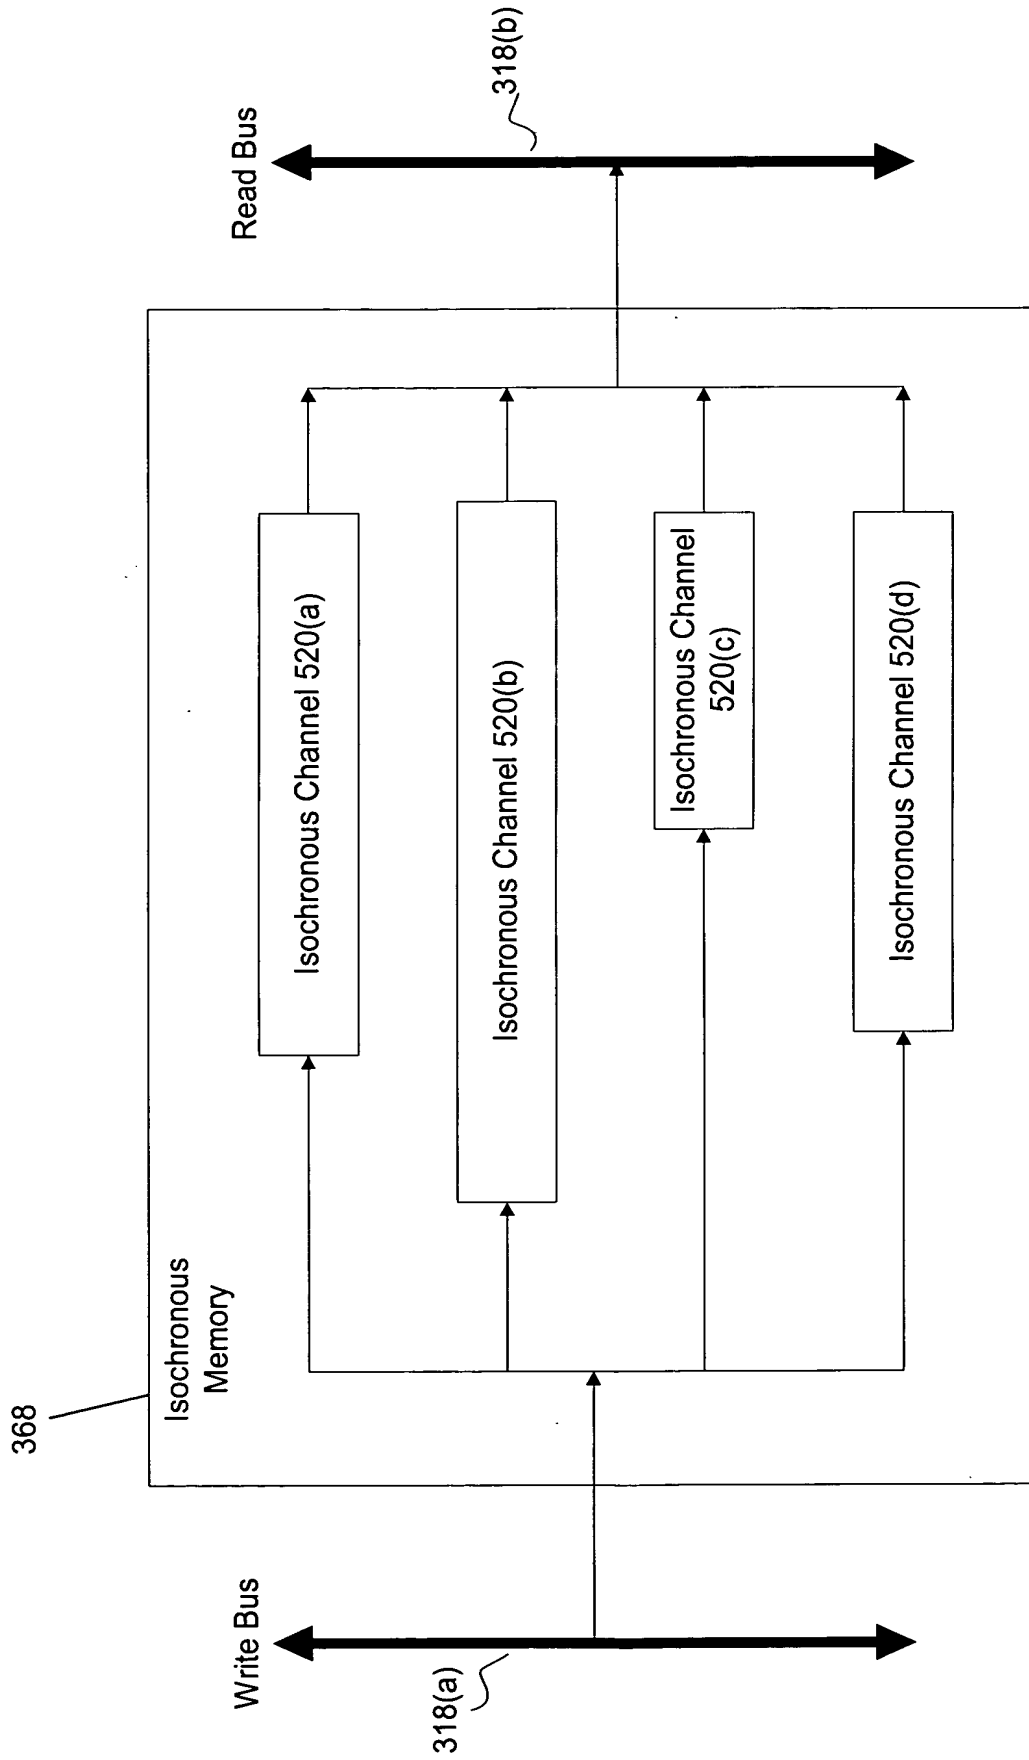 368
Isochronous
Memory
Write Bus
318(a)
Isochronous Channel 520(a)
Isochronous Channel 520(b)
Isochronous Channel
520(c)
Isochronous Channel 520(d)
Read Bus
318(b)